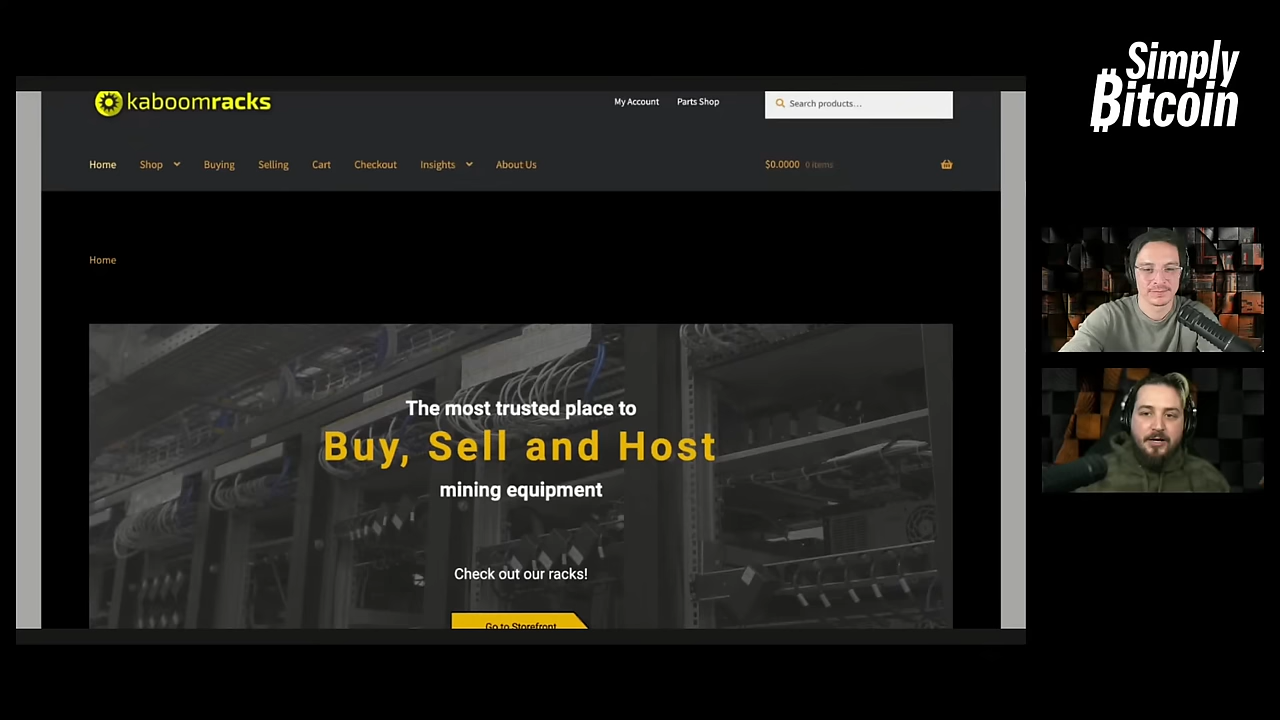 Simply
Bitcoin
kaboomracks
My Account Parts Shop
Search products...
Home Shop Buying Selling Cart Checkout Insights About Us
$0.0000 0 items
Home
The most trusted place to
Buy, Sell and Host
mining equipment
Check out our racks!
Go to Storefront